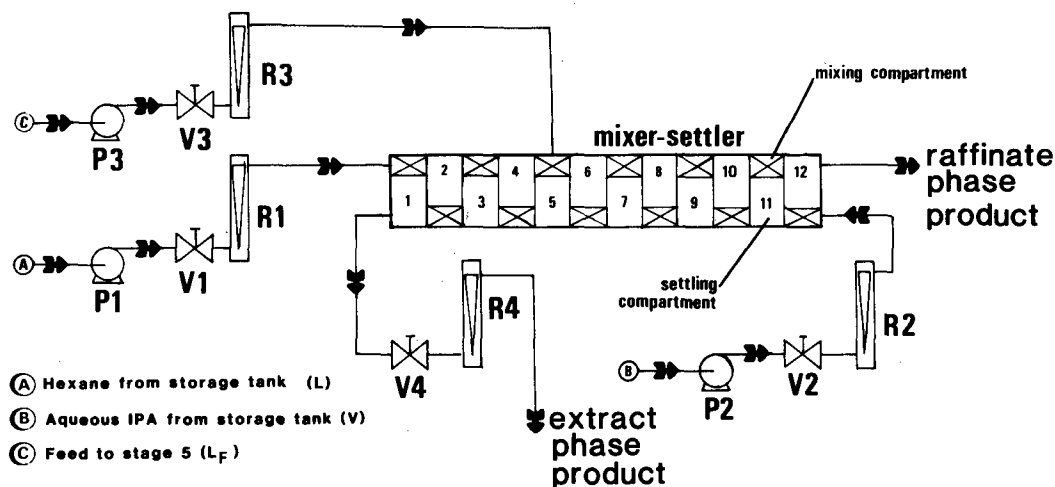 R3
C
P3
V3
R1
A
P1
V1
mixer-settler
mixing compartment
1
2
3
4
5
6
7
8
9
10
11
12
raffinate
phase
product
settling
compartment
R4
V4
R2
B
P2
V2
extract
phase
product
A Hexane from storage tank (L)
B Aqueous IPA from storage tank (V)
C Feed to stage 5 (LF)